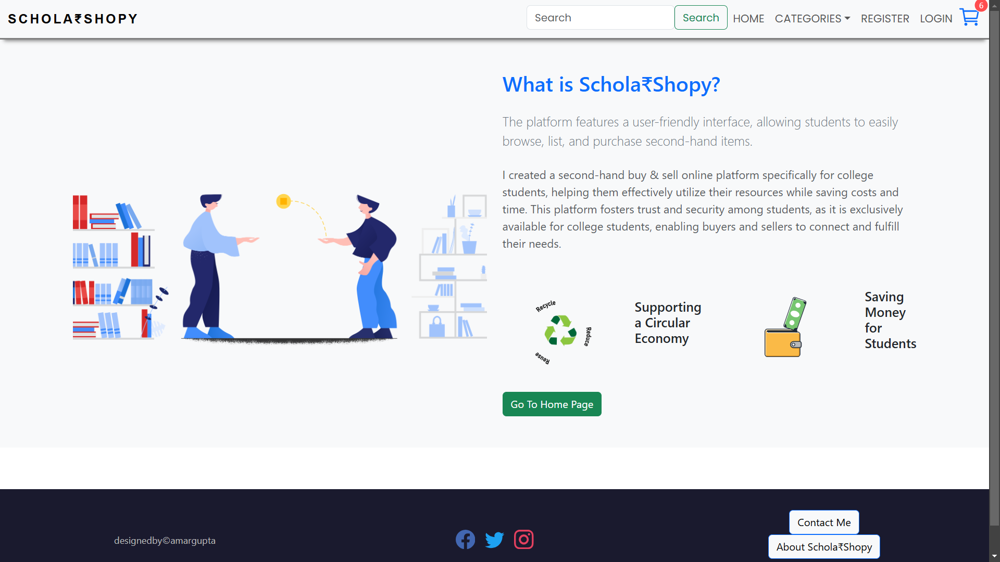 SCHOLA₹SHOPY
Search
Search
HOME
CATEGORIES
REGISTER
LOGIN
6
What is Schola₹Shopy?
The platform features a user-friendly interface, allowing students to easily
browse, list, and purchase second-hand items.
I created a second-hand buy & sell online platform specifically for college
students, helping them effectively utilize their resources while saving costs and
time. This platform fosters trust and security among students, as it is exclusively
available for college students, enabling buyers and sellers to connect and fulfill
their needs.
Recycle
Reduce
Reuse
Supporting
a Circular
Economy
Saving
Money
for
Students
Go To Home Page
designedby©amargupta
Contact Me
About Schola₹Shopy